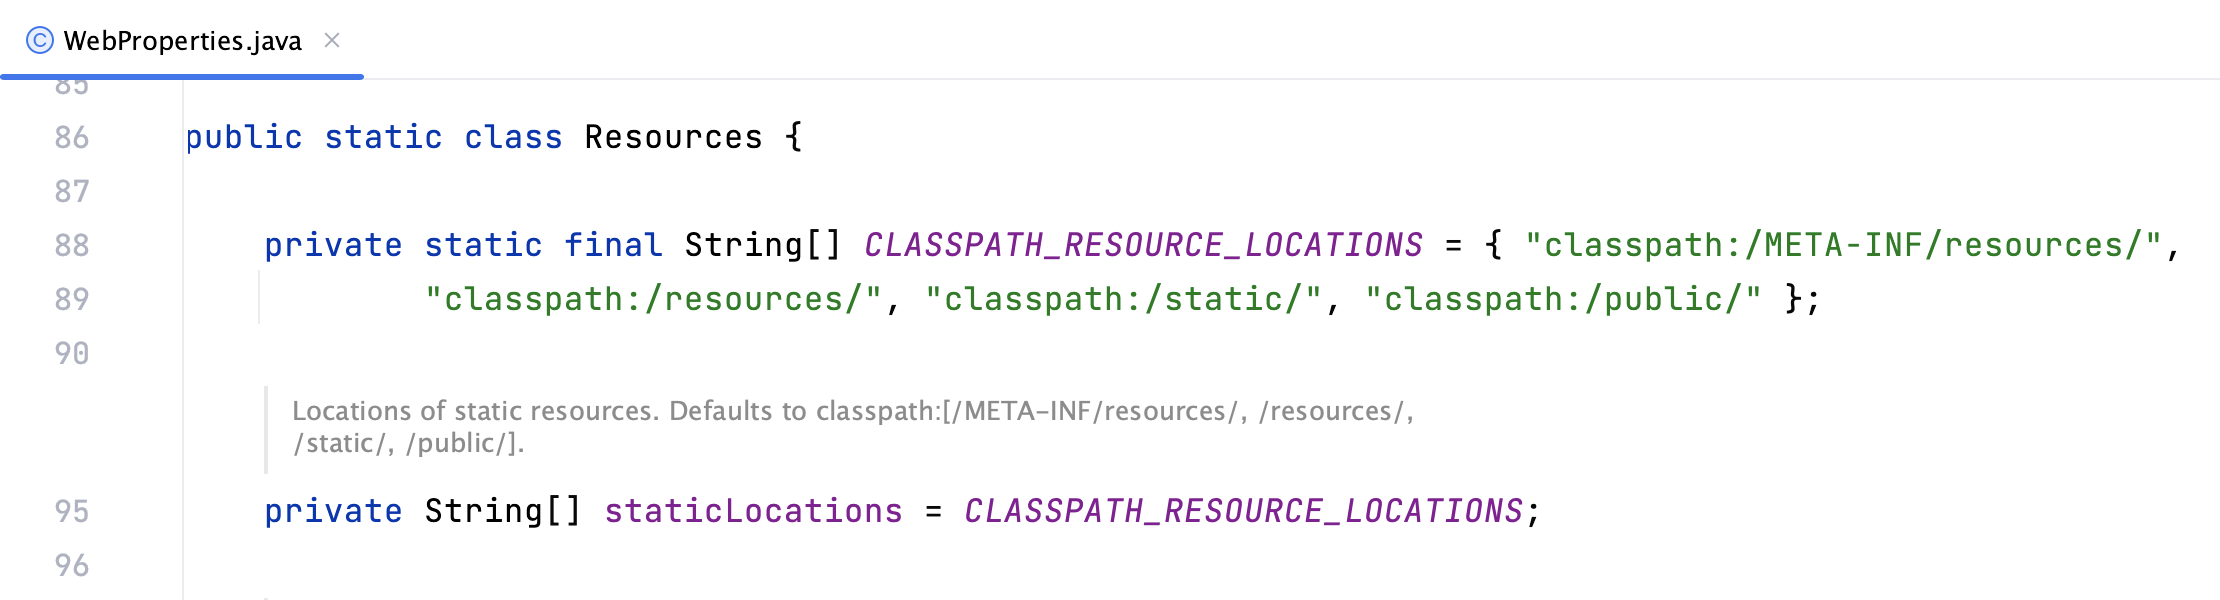 WebProperties.java
85
86 public static class Resources {
87
88 private static final String[] CLASSPATH_RESOURCE_LOCATIONS = { "classpath:/META-INF/resources/",
89 "classpath:/resources/", "classpath:/static/", "classpath:/public/" };
90
Locations of static resources. Defaults to classpath:[/META-INF/resources/, /resources/,
/static/, /public/].
95 private String[] staticLocations = CLASSPATH_RESOURCE_LOCATIONS;
96